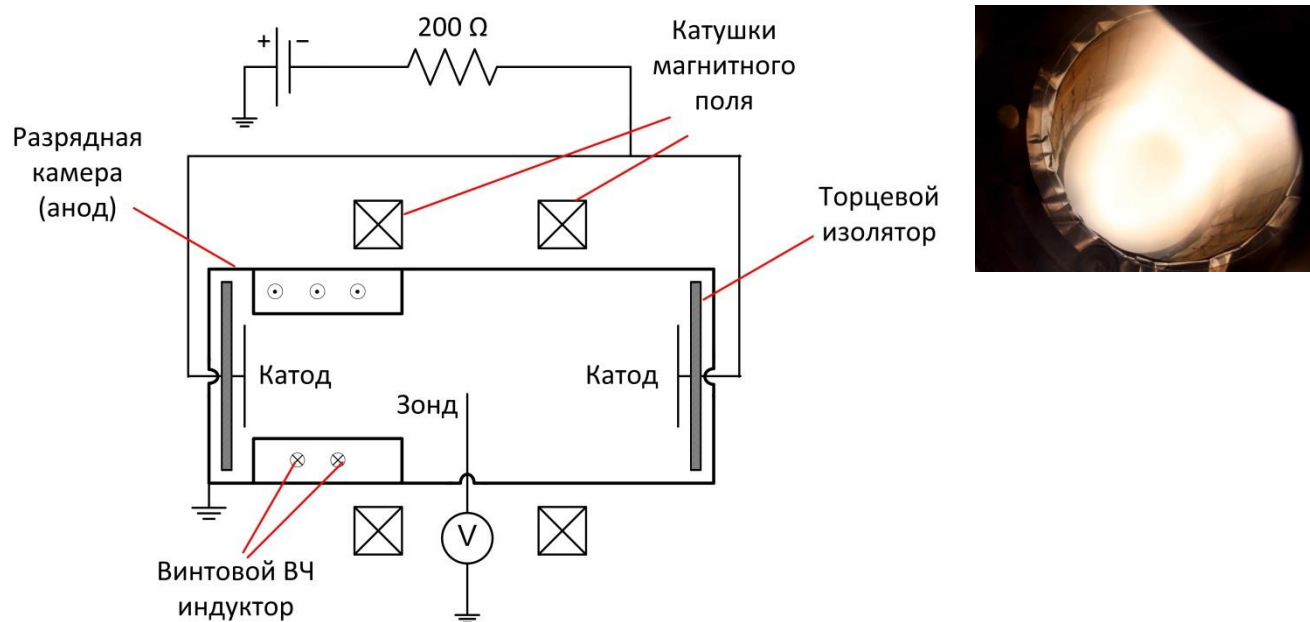 +
−
200 Ω
Катушки
магнитного
поля
Разрядная
камера
(анод)
Торцевой
изолятор
Катод
Катод
Зонд
V
Винтовой ВЧ
индуктор